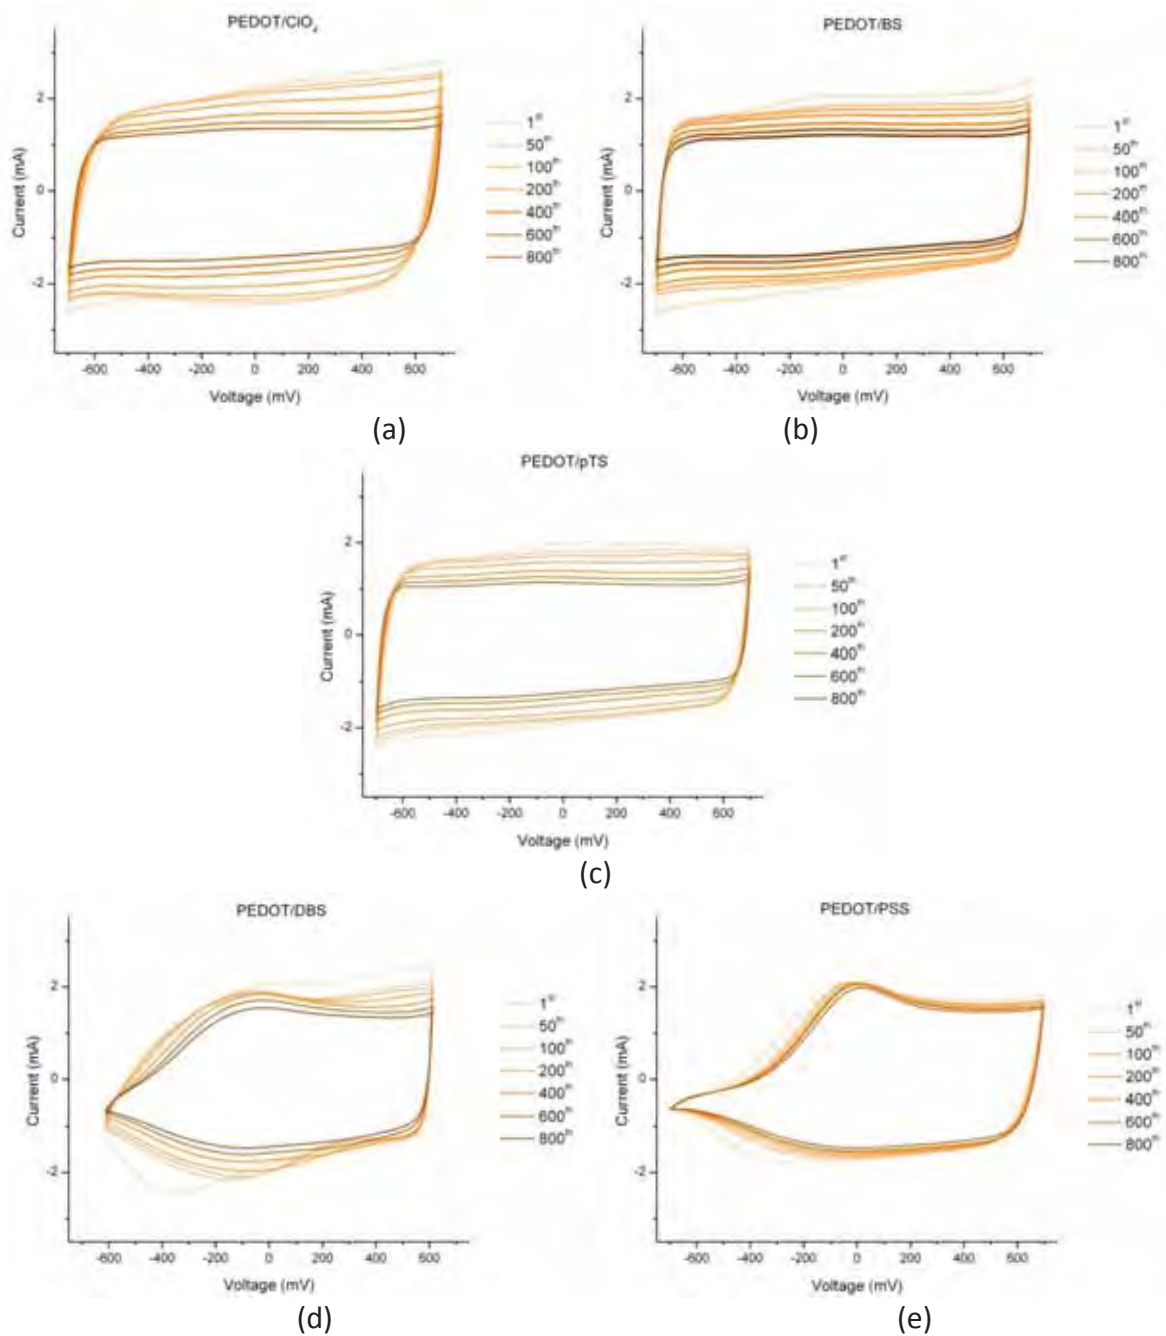 PEDOT/ClO₄
2
0
-2
Current (mA)
-600 -400 -200 0 200 400 600
Voltage (mV)
1st
50th
100th
200th
400th
600th
800th
(a)
PEDOT/BS
2
0
-2
Current (mA)
-600 -400 -200 0 200 400 600
Voltage (mV)
1st
50th
100th
200th
400th
600th
800th
(b)
PEDOT/pTS
2
0
-2
Current (mA)
-600 -400 -200 0 200 400 600
Voltage (mV)
1st
50th
100th
200th
400th
600th
800th
(c)
PEDOT/DBS
2
0
-2
Current (mA)
-600 -400 -200 0 200 400 600
Voltage (mV)
1st
50th
100th
200th
400th
600th
800th
(d)
PEDOT/PSS
2
0
-2
Current (mA)
-600 -400 -200 0 200 400 600
Voltage (mV)
1st
50th
100th
200th
400th
600th
800th
(e)